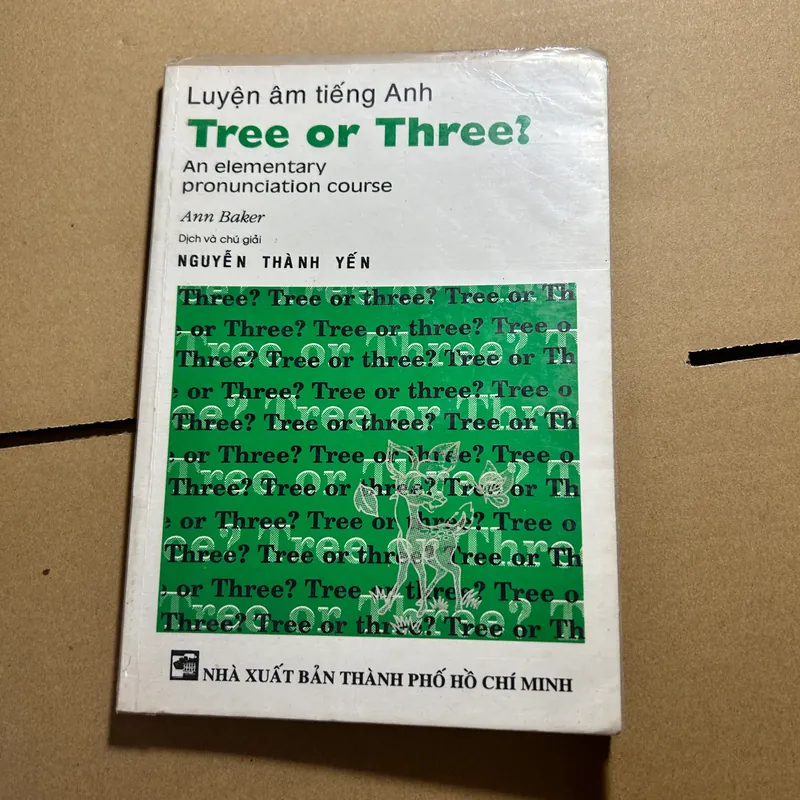 Luyện âm tiếng Anh
Tree or Three?
An elementary
pronunciation course
Ann Baker
Dịch và chú giải
NGUYỄN THÀNH YẾN
Three? Tree or three? Tree or Th
e or Three? Tree or three? Tree o
Three? Tree or three? Tree or Th
e or Three? Tree or three? Tree o
Three? Tree or three? Tree or Th
e or Three? Tree or three? Tree o
Three? Tree or three? Tree or Th
e or Three? Tree or three? Tree o
Three? Tree or three? Tree or Th
e or Three? Tree or three? Tree o
Three? Tree or three? Tree or Th
NHÀ XUẤT BẢN THÀNH PHỐ HỒ CHÍ MINH